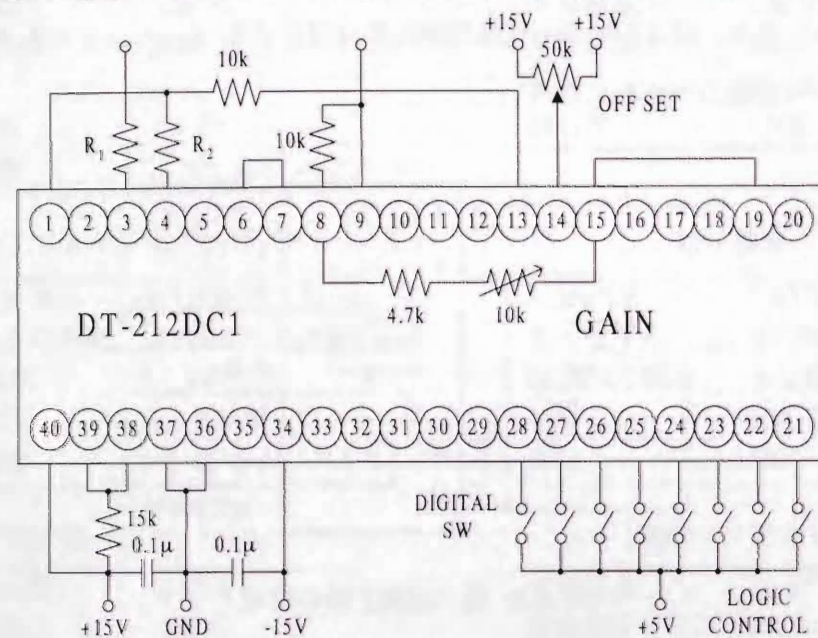 +15V +15V
10k 50k
OFF SET
R1 R2 10k
1 2 3 4 5 6 7 8 9 10 11 12 13 14 15 16 17 18 19 20
4.7k 10k
DT-212DC1 GAIN
40 39 38 37 36 35 34 33 32 31 30 29 28 27 26 25 24 23 22 21
DIGITAL
SW
15k
0.1µ 0.1µ
+15V GND -15V
+5V
LOGIC
CONTROL